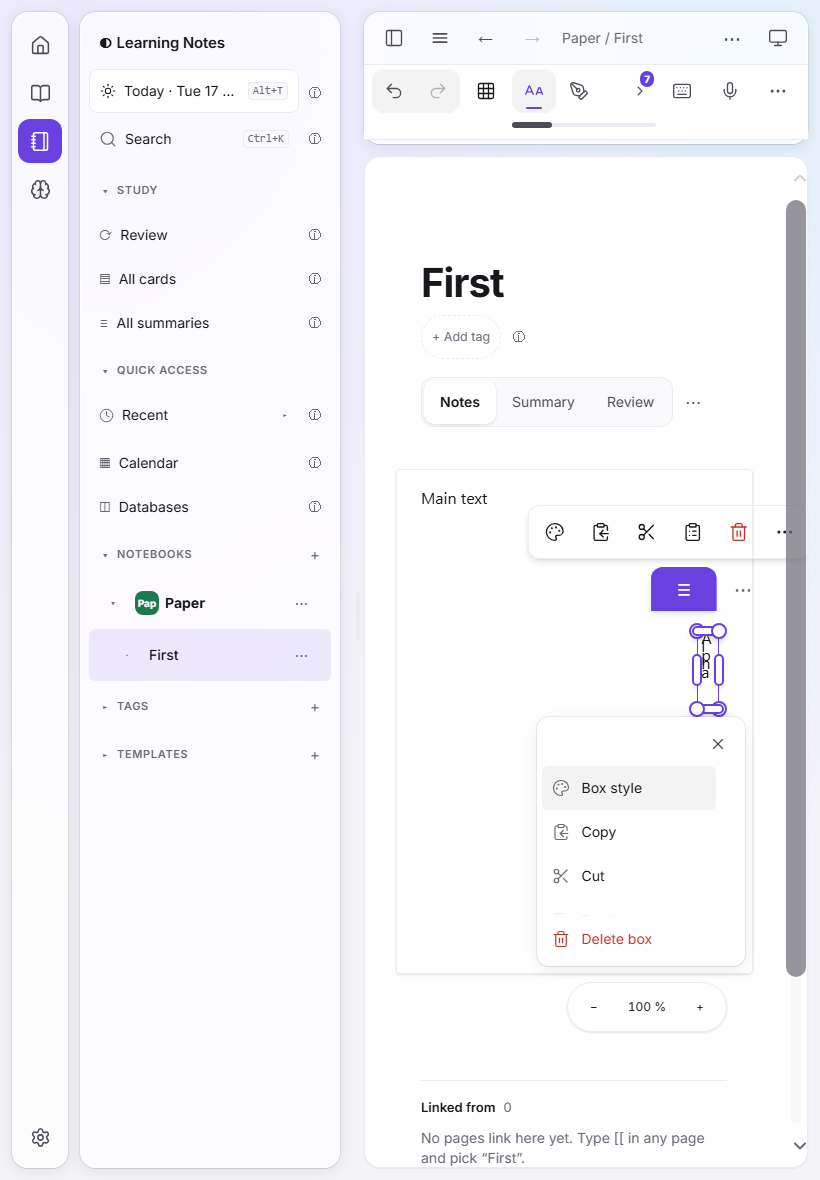 Learning Notes
Today · Tue 17 ... Alt+T
Search Ctrl+K
STUDY
Review
All cards
All summaries
QUICK ACCESS
Recent
Calendar
Databases
NOTEBOOKS
Pap Paper
First
TAGS
TEMPLATES
Paper / First
AA
7
First
+ Add tag
Notes Summary Review
Main text
Alpha
Box style
Copy
Cut
Delete box
− 100 % +
Linked from 0
No pages link here yet. Type [[ in any page
and pick “First”.